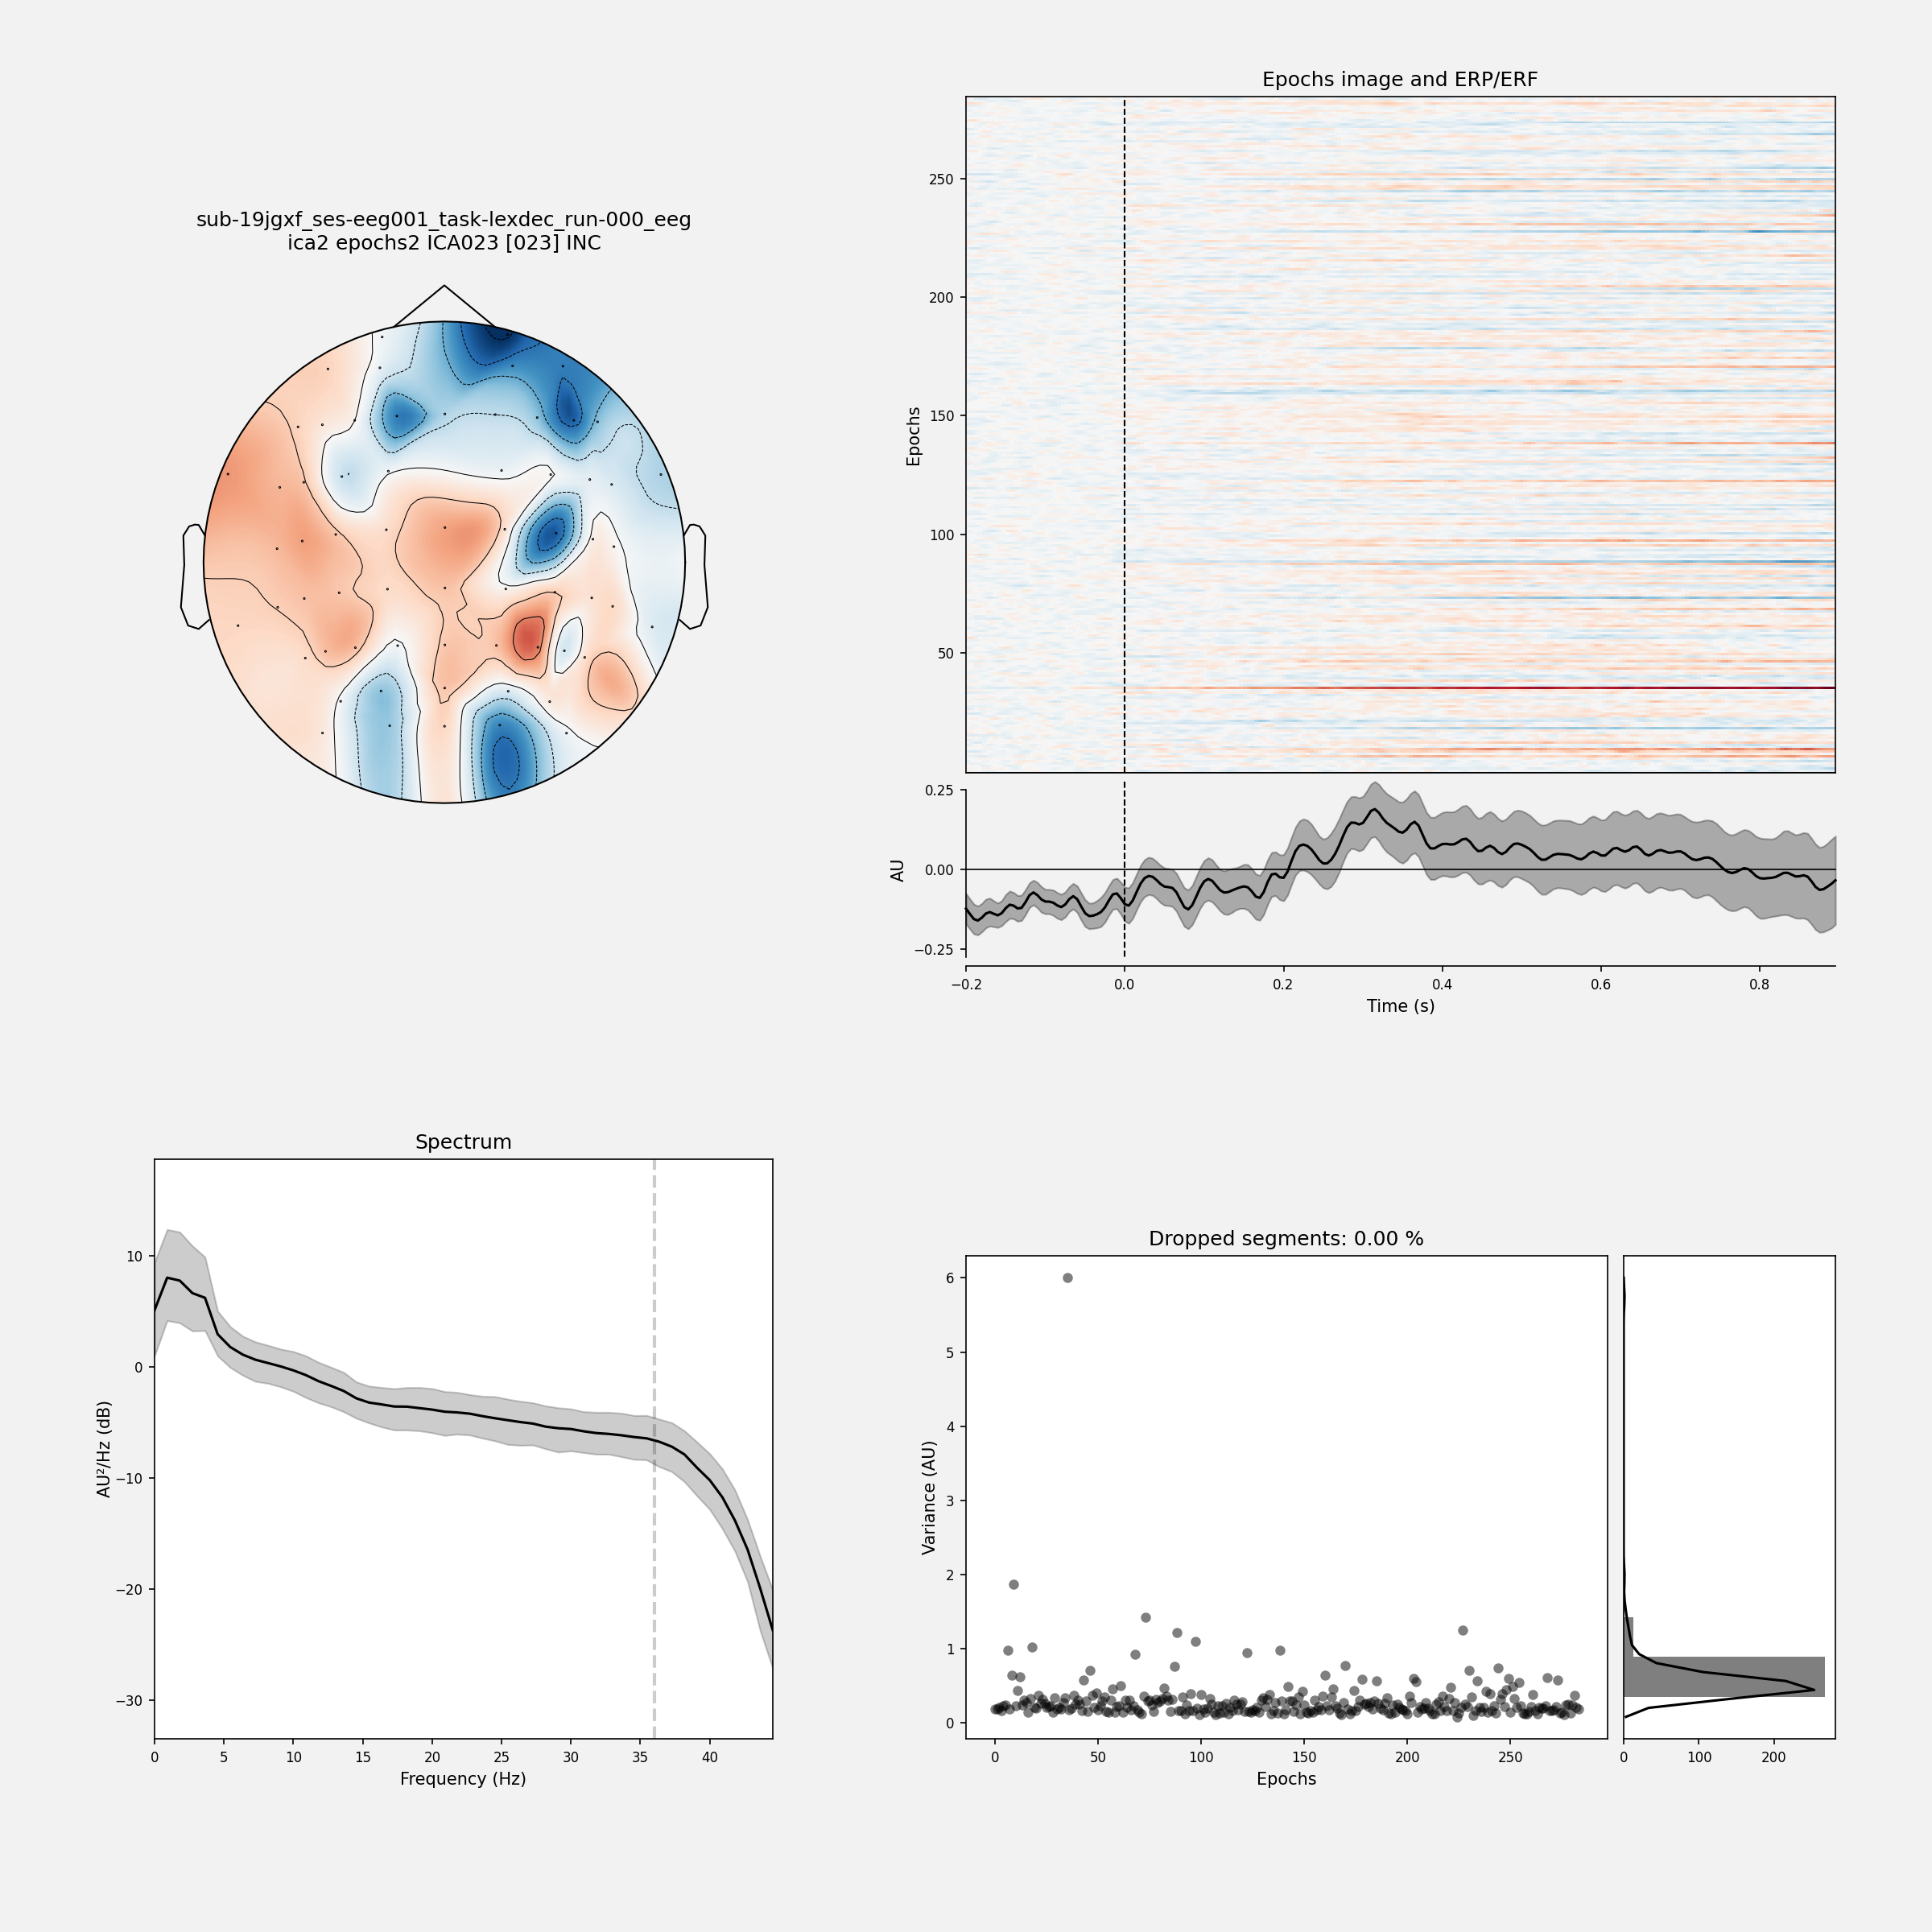 sub-19jgxf_ses-eeg001_task-lexdec_run-000_eeg
ica2 epochs2 ICA023 [023] INC
Epochs image and ERP/ERF
Epochs
250
200
150
100
50
AU
0.25
0.00
−0.25
−0.2 0.0 0.2 0.4 0.6 0.8
Time (s)
Spectrum
AU²/Hz (dB)
10
0
−10
−20
−30
0 5 10 15 20 25 30 35 40
Frequency (Hz)
Dropped segments: 0.00 %
Variance (AU)
6
5
4
3
2
1
0
0 50 100 150 200 250
Epochs
0 100 200